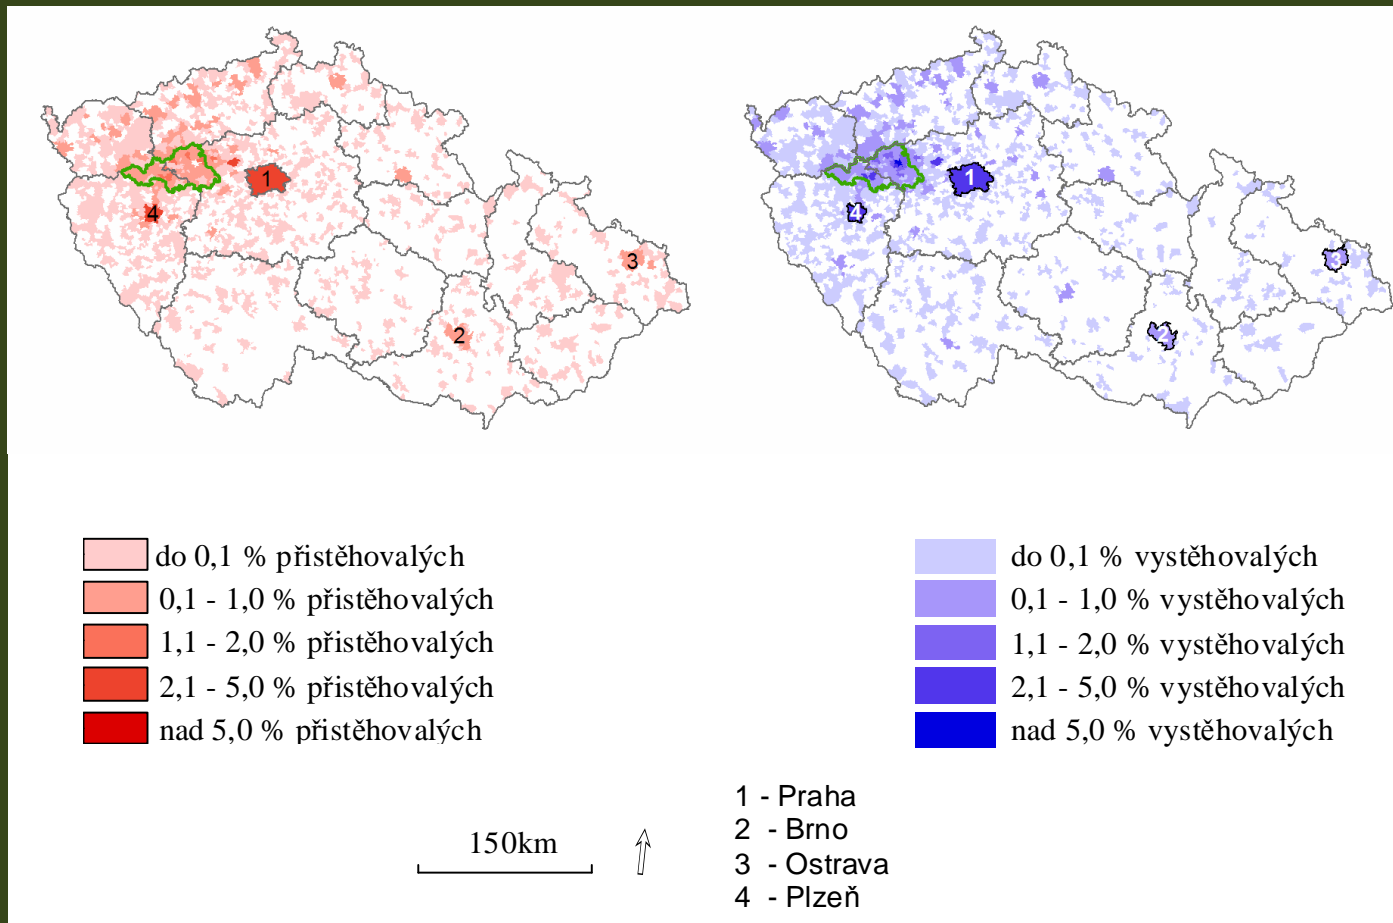 1
4
3
2
1
4
3
2
do 0,1 % přistěhovalých
0,1 - 1,0 % přistěhovalých
1,1 - 2,0 % přistěhovalých
2,1 - 5,0 % přistěhovalých
nad 5,0 % přistěhovalých
do 0,1 % vystěhovalých
0,1 - 1,0 % vystěhovalých
1,1 - 2,0 % vystěhovalých
2,1 - 5,0 % vystěhovalých
nad 5,0 % vystěhovalých
150km
1 - Praha
2 - Brno
3 - Ostrava
4 - Plzeň